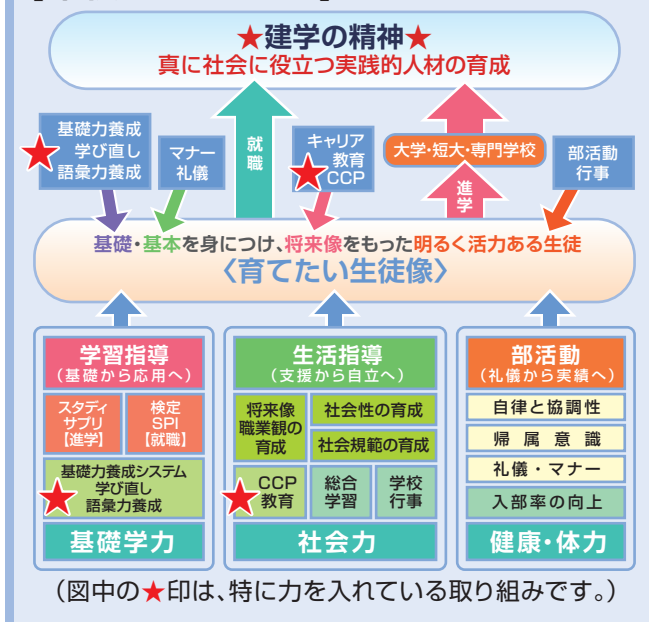 ★建学の精神★
真に社会に役立つ実践的人材の育成
基礎力養成
★学び直し
語彙力養成
マナー
礼儀
就職
キャリア
教育
★CCP
大学・短大・専門学校
進学
部活動
行事
基礎・基本を身につけ、将来像をもった明るく活力ある生徒
〈育てたい生徒像〉
学習指導
(基礎から応用へ)
スタディ
サプリ
【進学】
検定
SPI
【就職】
基礎力養成システム
★学び直し
語彙力養成
基礎学力
生活指導
(支援から自立へ)
将来像
職業観の
育成
社会性の育成
社会規範の育成
★CCP
教育
総合
学習
学校
行事
社会力
部活動
(礼儀から実績へ)
自律と協調性
帰属意識
礼儀・マナー
入部率の向上
健康・体力
(図中の★印は、特に力を入れている取り組みです。)